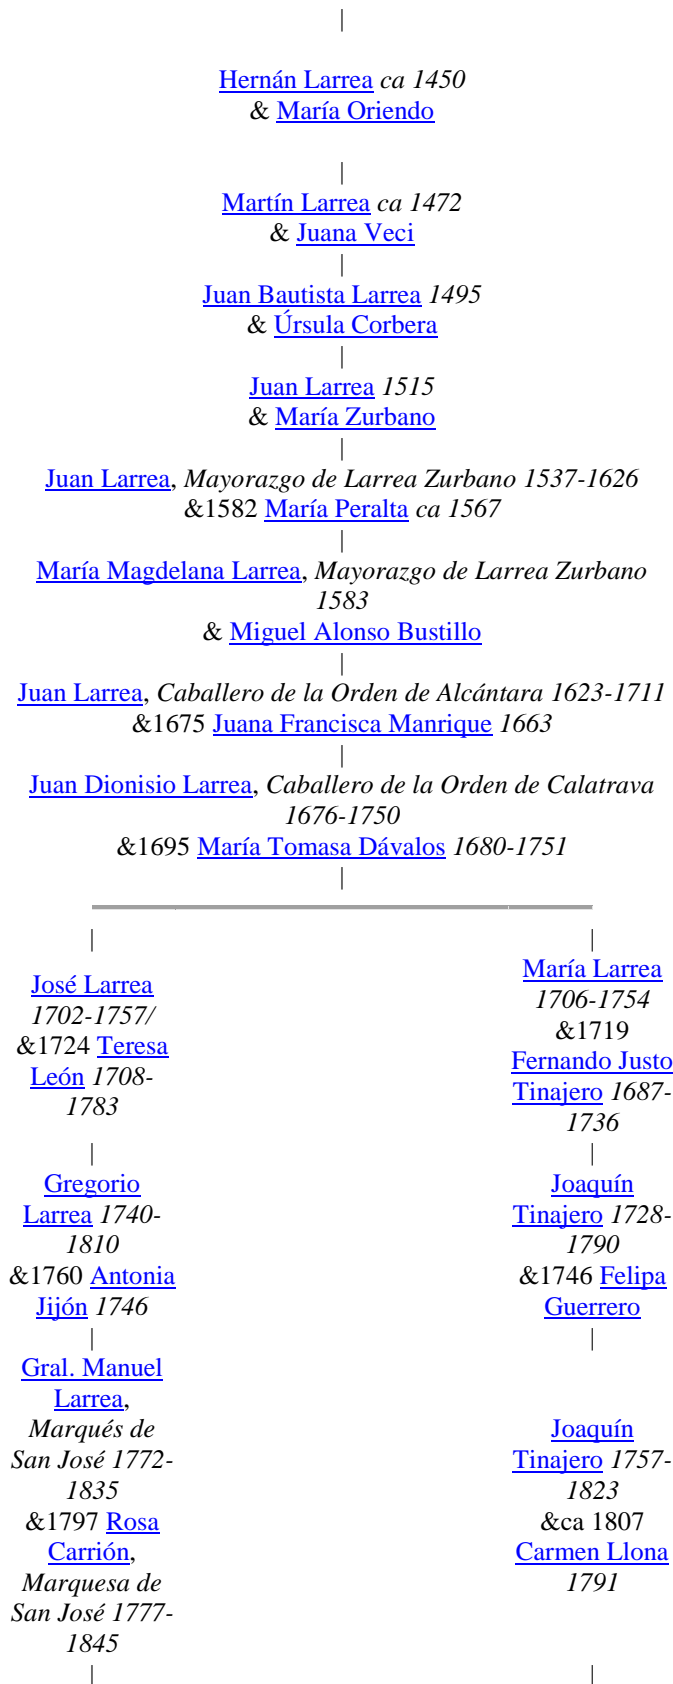 |
Hernán Larrea ca 1450
& María Oriendo
|
Martín Larrea ca 1472
& Juana Veci
|
Juan Bautista Larrea 1495
& Úrsula Corbera
|
Juan Larrea 1515
& María Zurbano
|
Juan Larrea, Mayorazgo de Larrea Zurbano 1537-1626
&1582 María Peralta ca 1567
|
María Magdelana Larrea, Mayorazgo de Larrea Zurbano
1583
& Miguel Alonso Bustillo
|
Juan Larrea, Caballero de la Orden de Alcántara 1623-1711
&1675 Juana Francisca Manrique 1663
|
Juan Dionisio Larrea, Caballero de la Orden de Calatrava
1676-1750
&1695 María Tomasa Dávalos 1680-1751
|
|
José Larrea
1702-1757/
&1724 Teresa
León 1708-
1783
|
Gregorio
Larrea 1740-
1810
&1760 Antonia
Jijón 1746
|
Gral. Manuel
Larrea,
Marqués de
San José 1772-
1835
&1797 Rosa
Carrión,
Marquesa de
San José 1777-
1845
|
|
María Larrea
1706-1754
&1719
Fernando Justo
Tinajero 1687-
1736
|
Joaquín
Tinajero 1728-
1790
&1746 Felipa
Guerrero
|
Joaquín
Tinajero 1757-
1823
&ca 1807
Carmen Llona
1791
|